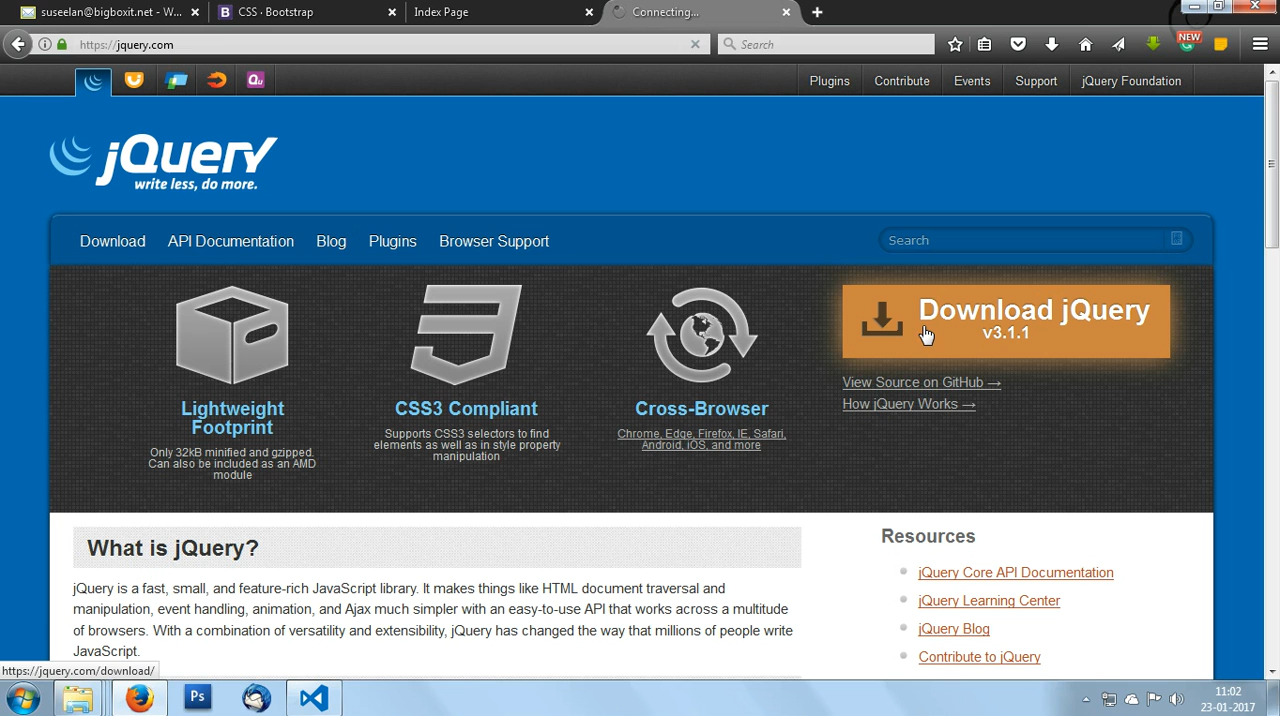 suseelan@bigboxit.net - W...
CSS · Bootstrap
Index Page
Connecting...
https://jquery.com
Search
NEW
Qu
Plugins
Contribute
Events
Support
jQuery Foundation
jQuery
write less, do more.
Download
API Documentation
Blog
Plugins
Browser Support
Search
Download jQuery
v3.1.1
View Source on GitHub →
How jQuery Works →
Lightweight
Footprint
Only 32kB minified and gzipped.
Can also be included as an AMD
module
CSS3 Compliant
Supports CSS3 selectors to find
elements as well as in style property
manipulation
Cross-Browser
Chrome, Edge, Firefox, IE, Safari,
Android, iOS, and more
What is jQuery?
jQuery is a fast, small, and feature-rich JavaScript library. It makes things like HTML document traversal and
manipulation, event handling, animation, and Ajax much simpler with an easy-to-use API that works across a multitude
of browsers. With a combination of versatility and extensibility, jQuery has changed the way that millions of people write
JavaScript.
Resources
jQuery Core API Documentation
jQuery Learning Center
jQuery Blog
Contribute to jQuery
https://jquery.com/download/
Ps
11:02
23-01-2017